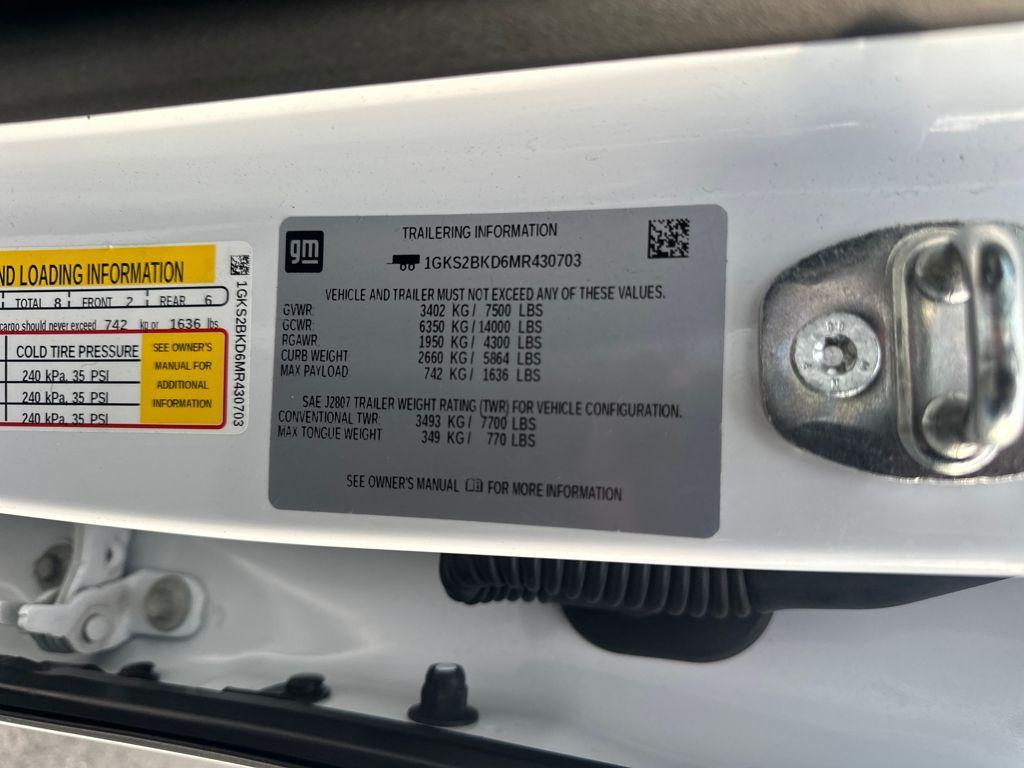 ND LOADING INFORMATION
TOTAL 8 FRONT 2 REAR 6
cargo should never exceed 742 kg or 1636 lbs
COLD TIRE PRESSURE
240 kPa, 35 PSI
240 kPa, 35 PSI
240 kPa, 35 PSI
SEE OWNER'S
MANUAL FOR
ADDITIONAL
INFORMATION
1GKS2BKD6MR430703
gm
TRAILERING INFORMATION
1GKS2BKD6MR430703
VEHICLE AND TRAILER MUST NOT EXCEED ANY OF THESE VALUES.
GVWR: 3402 KG/ 7500 LBS
GCWR: 6350 KG/ 14000 LBS
RGAWR: 1950 KG/ 4300 LBS
CURB WEIGHT 2660 KG/ 5864 LBS
MAX PAYLOAD 742 KG/ 1636 LBS
SAE J2807 TRAILER WEIGHT RATING (TWR) FOR VEHICLE CONFIGURATION.
CONVENTIONAL TWR: 3493 KG/ 7700 LBS
MAX TONGUE WEIGHT 349 KG/ 770 LBS
SEE OWNER'S MANUAL FOR MORE INFORMATION